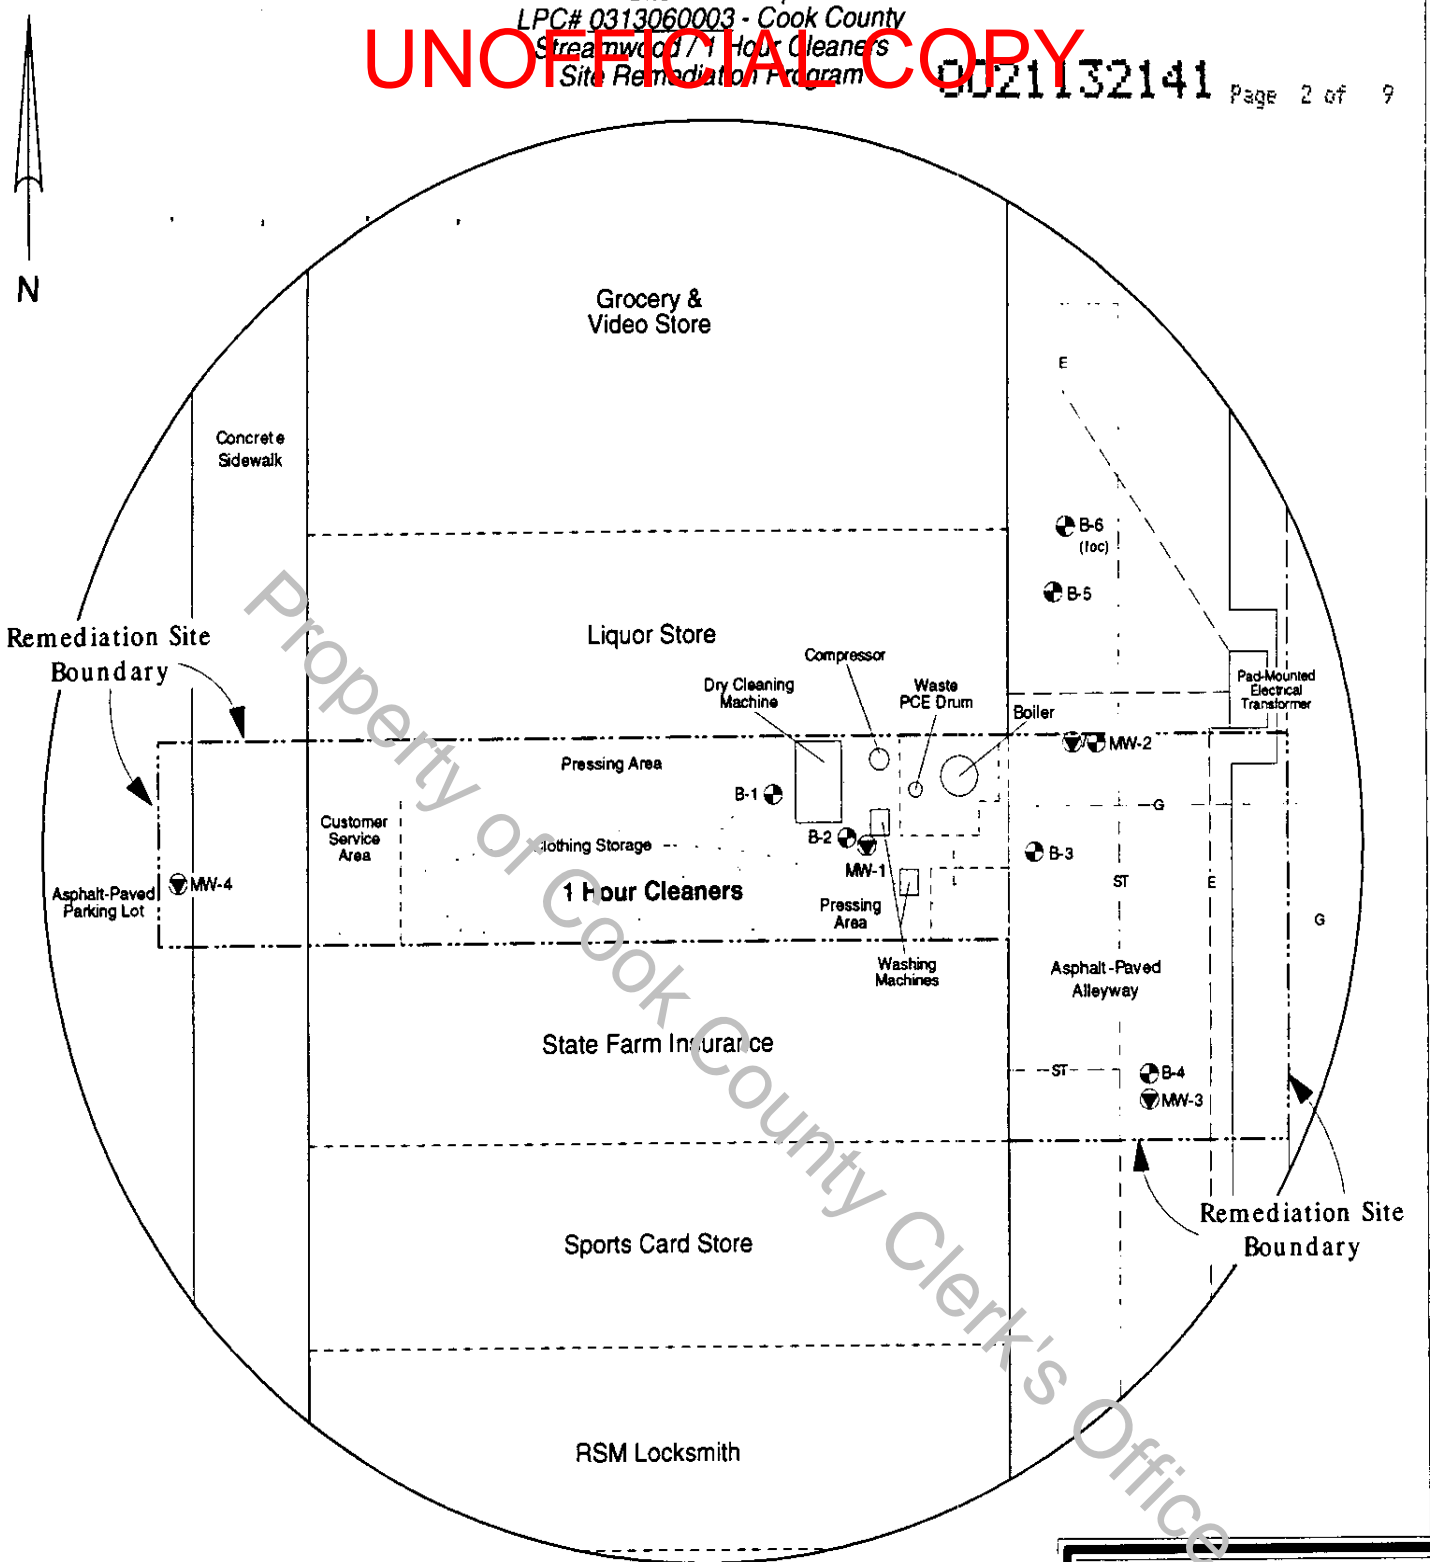 LPC# 0313060003 - Cook County
Streamwood / 1 Hour Cleaners
Site Remediation Program
UNOFFICIAL COPY
0021132141 Page 2 of 9
N
Grocery &
Video Store
Concrete
Sidewalk
E
B-6
(foc)
B-5
Remediation Site
Boundary
Liquor Store
Compressor
Dry Cleaning
Machine
Waste
PCE Drum
Boiler
Pad-Mounted
Electrical
Transformer
MW-2
Pressing Area
B-1
G
Customer
Service
Area
Clothing Storage
B-2
MW-1
B-3
1 Hour Cleaners
MW-4
Asphalt-Paved
Parking Lot
Pressing
Area
ST
E
G
Washing
Machines
Asphalt-Paved
Alleyway
State Farm Insurance
ST
B-4
MW-3
Remediation Site
Boundary
Sports Card Store
RSM Locksmith
Property of Cook County Clerk's Office